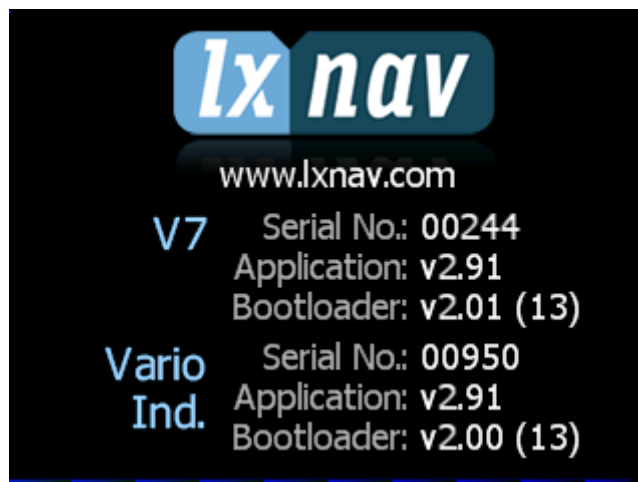 lx nav
www.lxnav.com
V7 Serial No.: 00244
Application: v2.91
Bootloader: v2.01 (13)
Vario Serial No.: 00950
Ind. Application: v2.91
Bootloader: v2.00 (13)